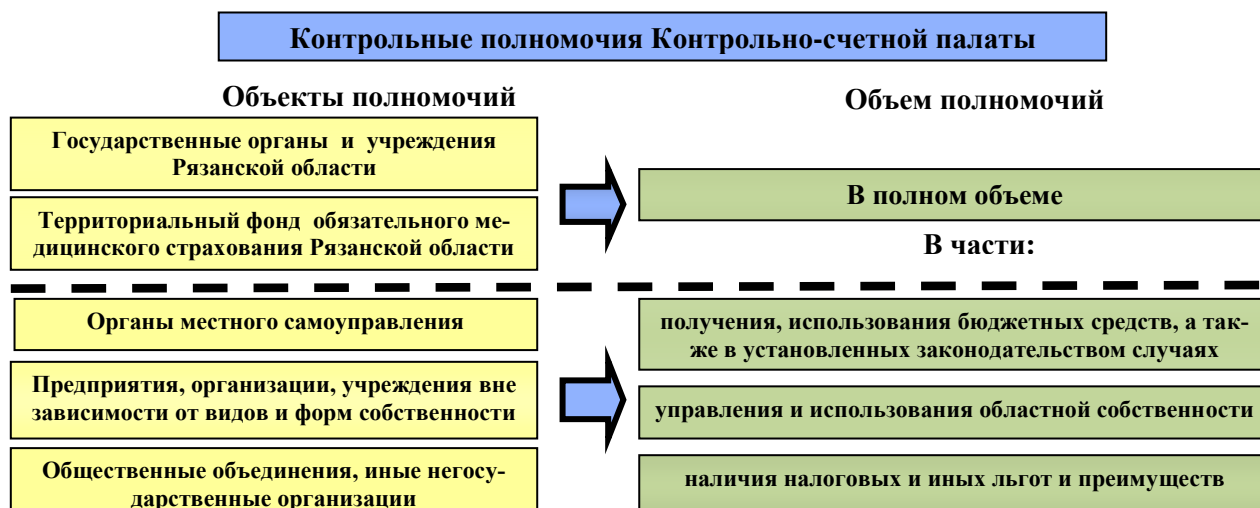 Контрольные полномочия Контрольно-счетной палаты
Объекты полномочий
Объем полномочий
Государственные органы и учреждения
Рязанской области
Территориальный фонд обязательного ме-
дицинского страхования Рязанской области
В полном объеме
В части:
Органы местного самоуправления
Предприятия, организации, учреждения вне
зависимости от видов и форм собственности
Общественные объединения, иные негосу-
дарственные организации
получения, использования бюджетных средств, а так-
же в установленных законодательством случаях
управления и использования областной собственности
наличия налоговых и иных льгот и преимуществ